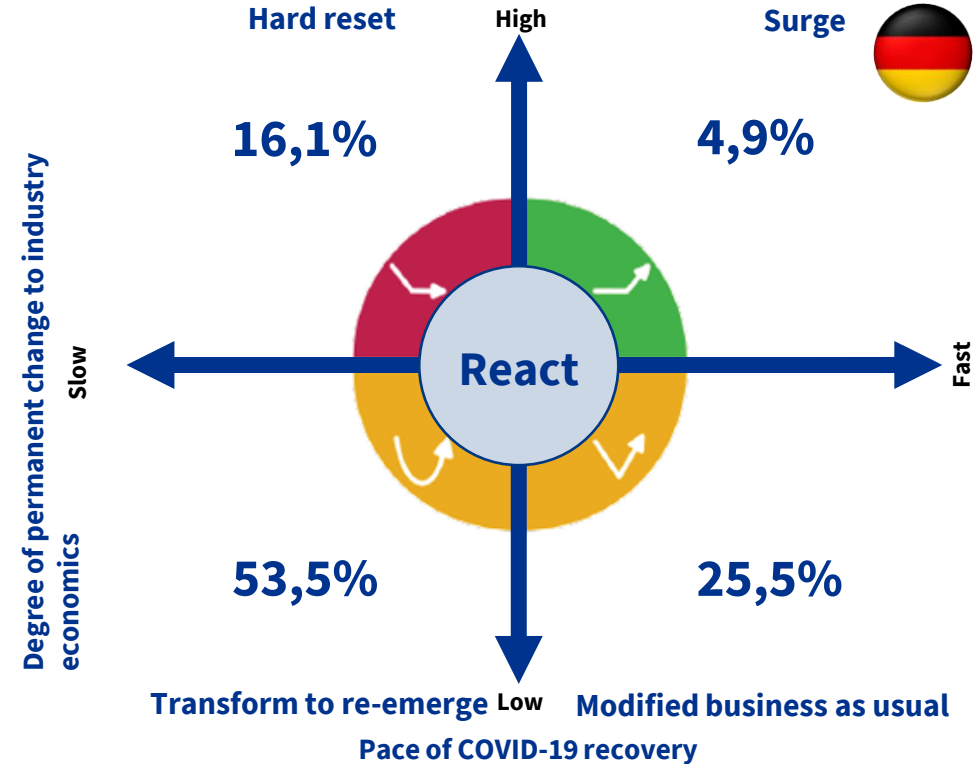 Hard reset
High
Surge
16,1%
4,9%
Degree of permanent change to industry
economics
Slow
React
Fast
53,5%
25,5%
Transform to re-emerge
Low
Modified business as usual
Pace of COVID-19 recovery